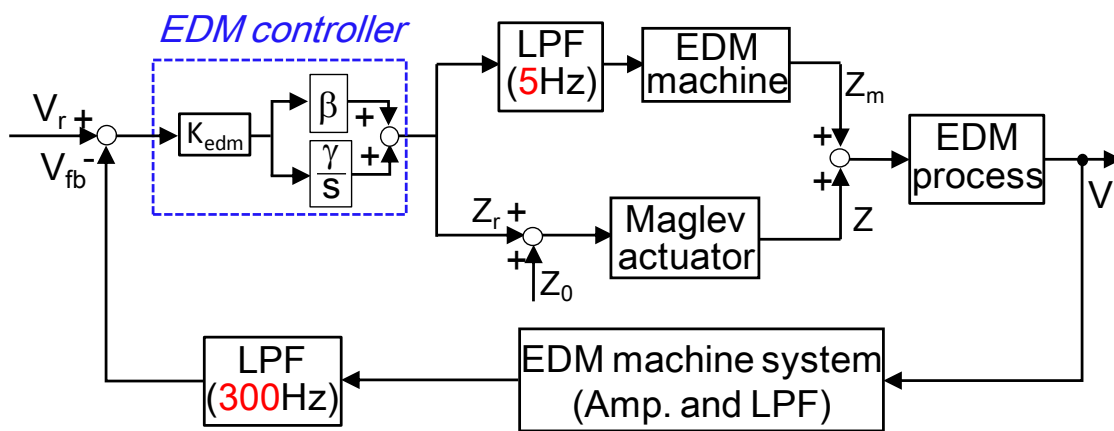 EDM controller
LPF
(5Hz)
EDM
machine
Zm
Vr +
Vfb -
Kedm
β
+
γ
s
+
+
+
EDM
process
V
Zr +
+
Z0
Maglev
actuator
Z
LPF
(300Hz)
EDM machine system
(Amp. and LPF)